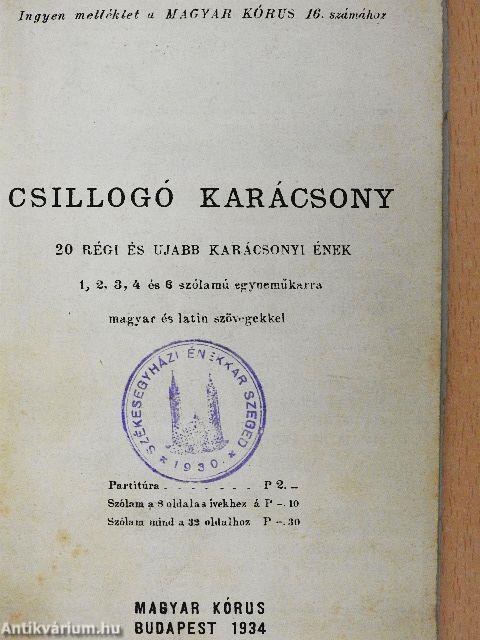 Ingyen melléklet a MAGYAR KÓRUS 16. számához
CSILLOGÓ KARÁCSONY
20 RÉGI ÉS UJABB KARÁCSONYI ÉNEK
1, 2, 3, 4 és 6 szólamú egyneműkarra
magyar és latin szövegekkel
SZÉKESEGYHÁZI ÉNEKKAR SZEGED
* 1930. *
Partitúra . . . . . . . . P 2. –
Szólam a 8 oldalas ívekhez á P –. 10
Szólam mind a 32 oldalhoz P –. 30
MAGYAR KÓRUS
BUDAPEST 1934
Antikvárium.hu